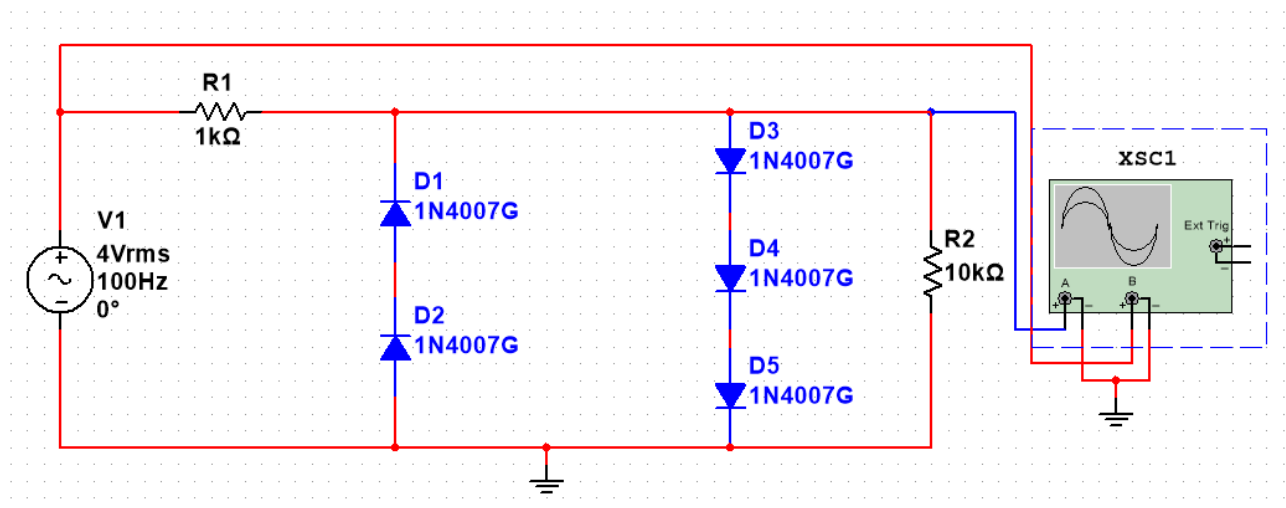 R1
1kΩ
V1
4Vrms
100Hz
0°
D1
1N4007G
D2
1N4007G
D3
1N4007G
D4
1N4007G
D5
1N4007G
R2
10kΩ
XSC1
Ext Trig
+
−
A
B
+
−
+
−